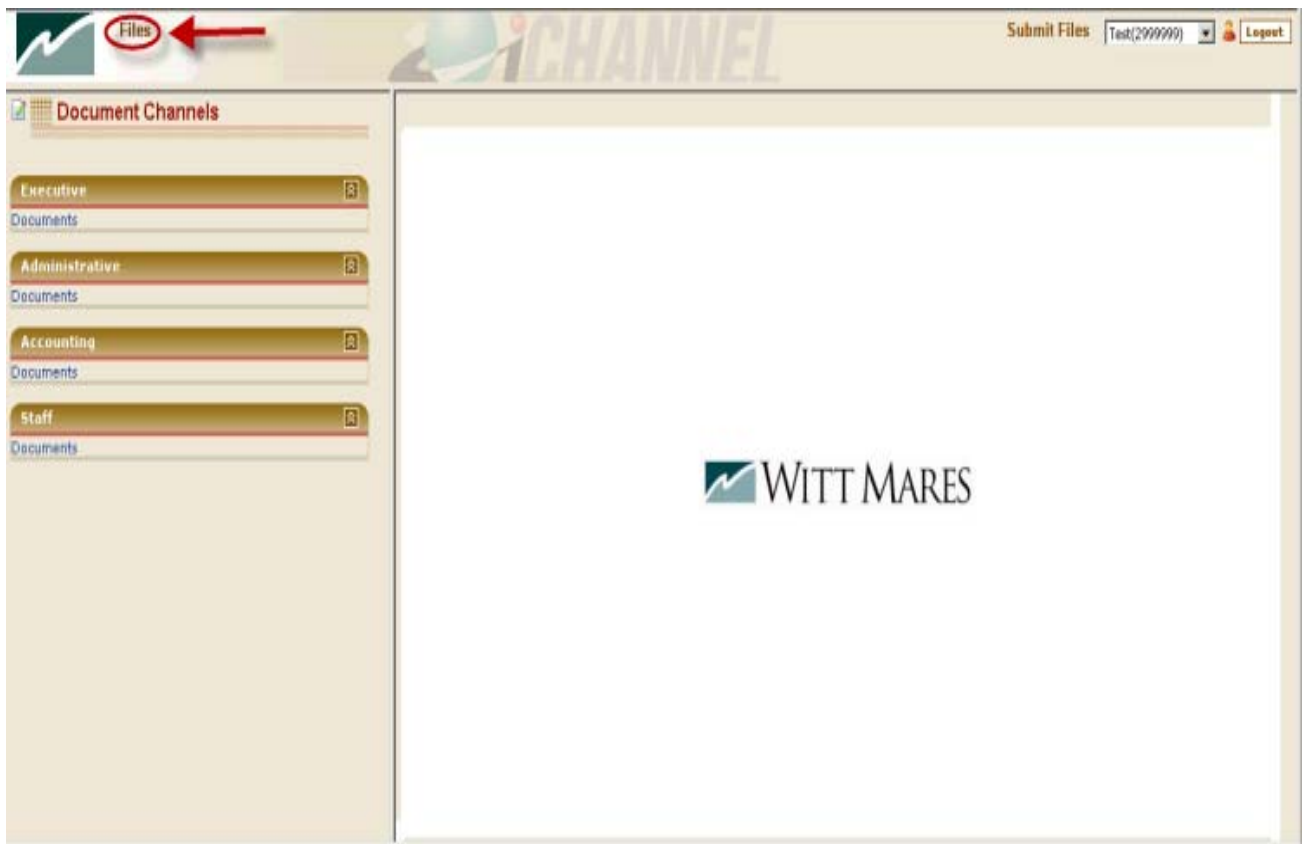 Files
iCHANNEL
Submit Files Test(2999999) Logout
Document Channels
Executive
Documents
Administrative
Documents
Accounting
Documents
Staff
Documents
WITT MARES